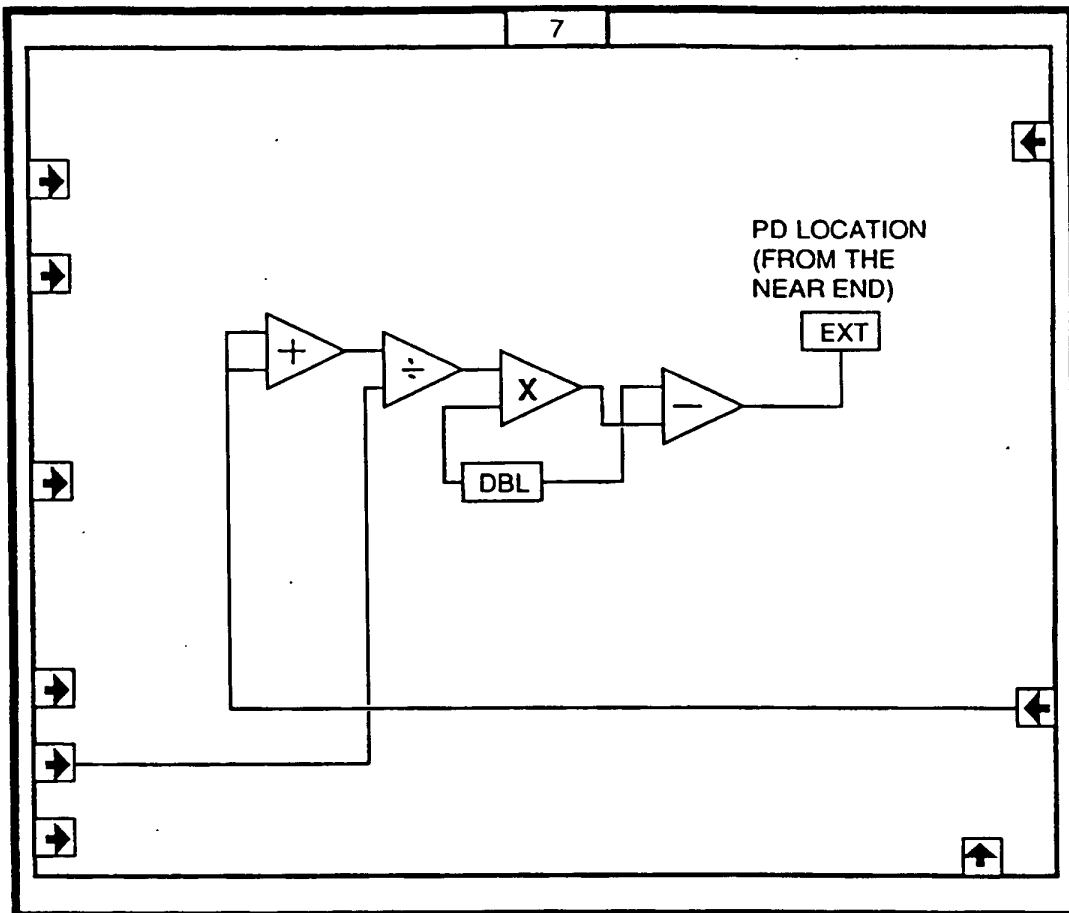 7
PD LOCATION
(FROM THE
NEAR END)
EXT
+
÷
X
−
DBL